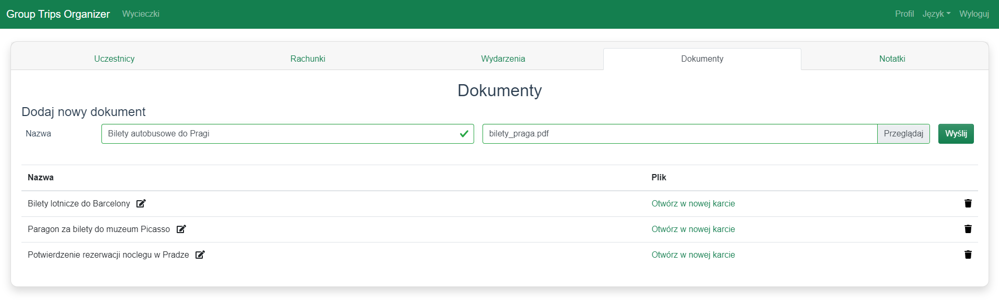 Group Trips Organizer Wycieczki Profil Język Wyloguj
Uczestnicy Rachunki Wydarzenia Dokumenty Notatki
Dokumenty
Dodaj nowy dokument
Nazwa Bilety autobusowe do Pragi bilety_praga.pdf Przeglądaj Wyślij
Nazwa Plik
Bilety lotnicze do Barcelony Otwórz w nowej karcie
Paragon za bilety do muzeum Picasso Otwórz w nowej karcie
Potwierdzenie rezerwacji noclegu w Pradze Otwórz w nowej karcie